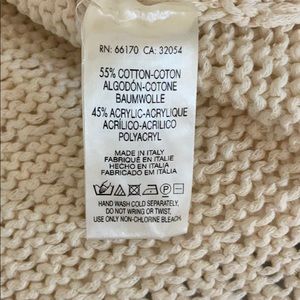 RN: 66170 CA: 32054
55% COTTON-COTON
ALGODÓN-COTONE
BAUMWOLLE
45% ACRYLIC-ACRYLIQUE
ACRÍLICO-ACRILICO
POLYACRYL
MADE IN ITALY
FABRIQUÉ EN ITALIE
HECHO EN ITALIA
FABRICADO EM ITÁLIA
HAND WASH COLD SEPARATELY,
DO NOT WRING OR TWIST,
USE ONLY NON-CHLORINE BLEACH.